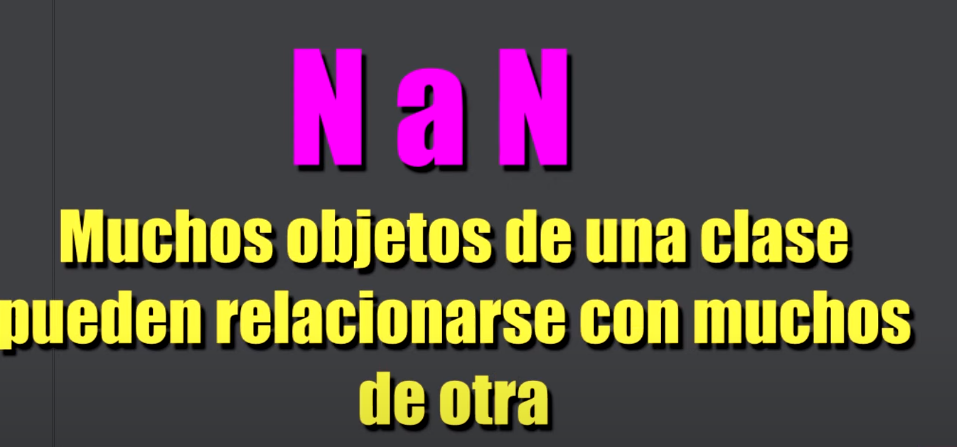 N a N
Muchos objetos de una clase
pueden relacionarse con muchos
de otra